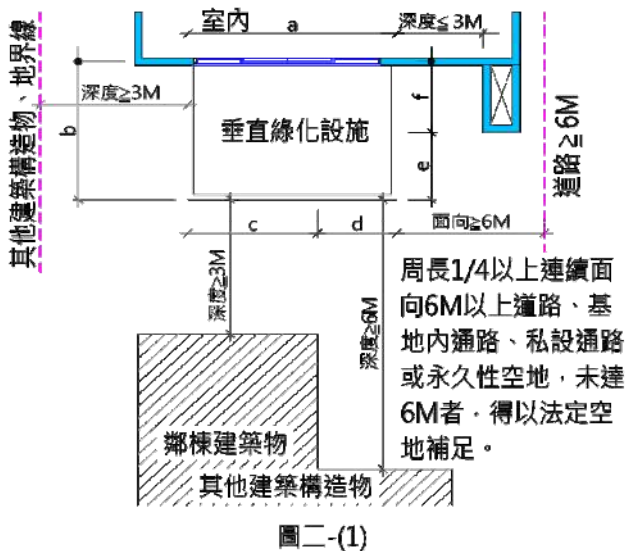 室內
a
深度≦3M
其他建築構造物、地界線
深度≧3M
b
垂直綠化設施
f
e
道路≧6M
c
d
面向≧6M
深度≧3M
深度≧6M
周長1/4以上連續面
向6M以上道路、基
地內通路、私設通路
或永久性空地，未達
6M者，得以法定空
地補足。
鄰棟建築物
其他建築構造物
圖二-(1)